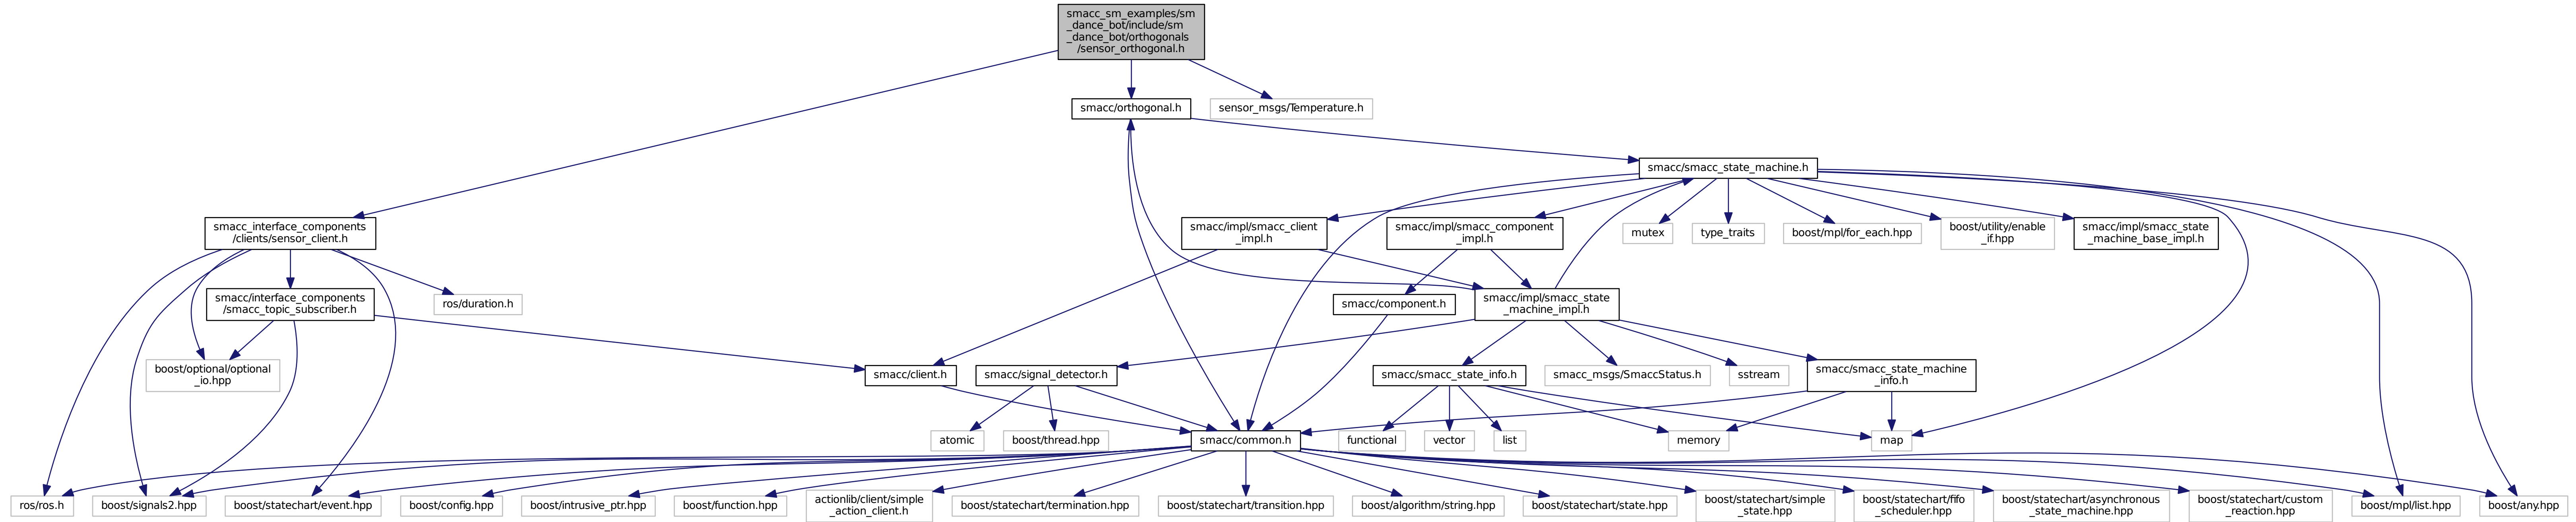 smacc_sm_examples/sm
_dance_bot/include/sm
_dance_bot/orthogonals
/sensor_orthogonal.h
smacc/orthogonal.h
sensor_msgs/Temperature.h
smacc/smacc_state_machine.h
smacc_interface_components
/clients/sensor_client.h
smacc/impl/smacc_client
_impl.h
smacc/impl/smacc_component
_impl.h
mutex
type_traits
boost/mpl/for_each.hpp
boost/utility/enable
_if.hpp
smacc/impl/smacc_state
_machine_base_impl.h
smacc/interface_components
/smacc_topic_subscriber.h
ros/duration.h
smacc/component.h
smacc/impl/smacc_state
_machine_impl.h
boost/optional/optional
_io.hpp
smacc/client.h
smacc/signal_detector.h
smacc/smacc_state_info.h
smacc_msgs/SmaccStatus.h
sstream
smacc/smacc_state_machine
_info.h
atomic
boost/thread.hpp
smacc/common.h
functional
vector
list
memory
map
ros/ros.h
boost/signals2.hpp
boost/statechart/event.hpp
boost/config.hpp
boost/intrusive_ptr.hpp
boost/function.hpp
actionlib/client/simple
_action_client.h
boost/statechart/termination.hpp
boost/statechart/transition.hpp
boost/algorithm/string.hpp
boost/statechart/state.hpp
boost/statechart/simple
_state.hpp
boost/statechart/fifo
_scheduler.hpp
boost/statechart/asynchronous
_state_machine.hpp
boost/statechart/custom
_reaction.hpp
boost/mpl/list.hpp
boost/any.hpp